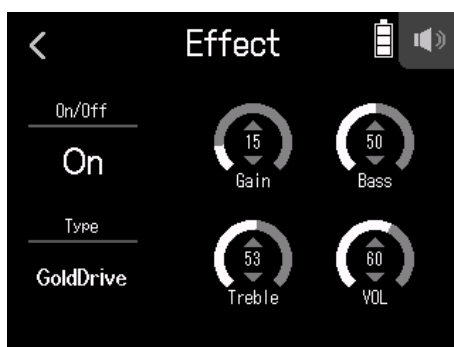 Effect
On/Off
On
15
Gain
50
Bass
Type
GoldDrive
53
Treble
60
VOL